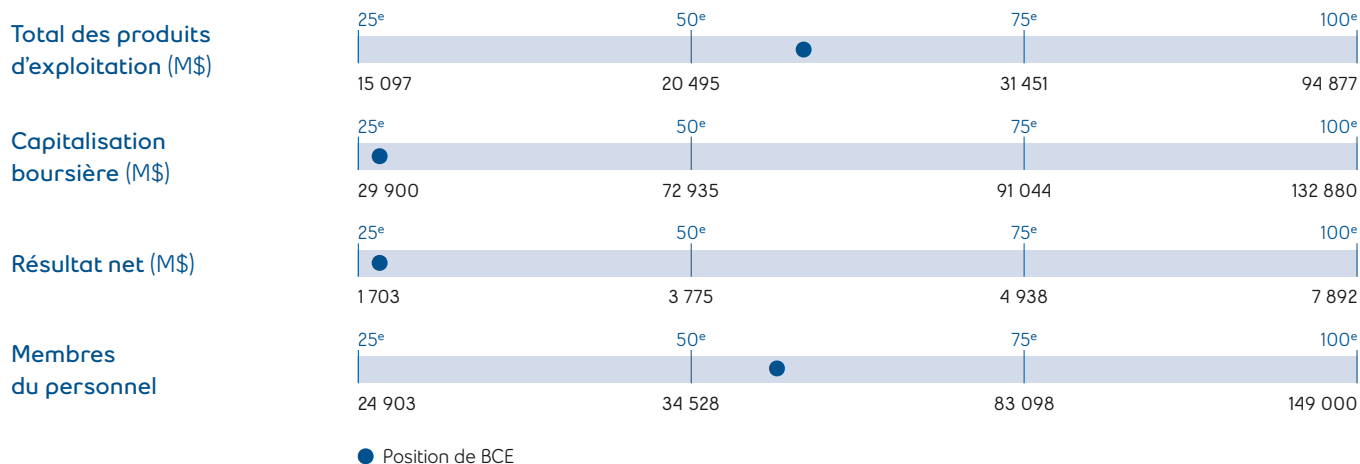 Total des produits
d'exploitation (M$)
25e 50e 75e 100e
15 097 20 495 31 451 94 877
Capitalisation
boursière (M$)
25e 50e 75e 100e
29 900 72 935 91 044 132 880
Résultat net (M$)
25e 50e 75e 100e
1 703 3 775 4 938 7 892
Membres
du personnel
25e 50e 75e 100e
24 903 34 528 83 098 149 000
Position de BCE